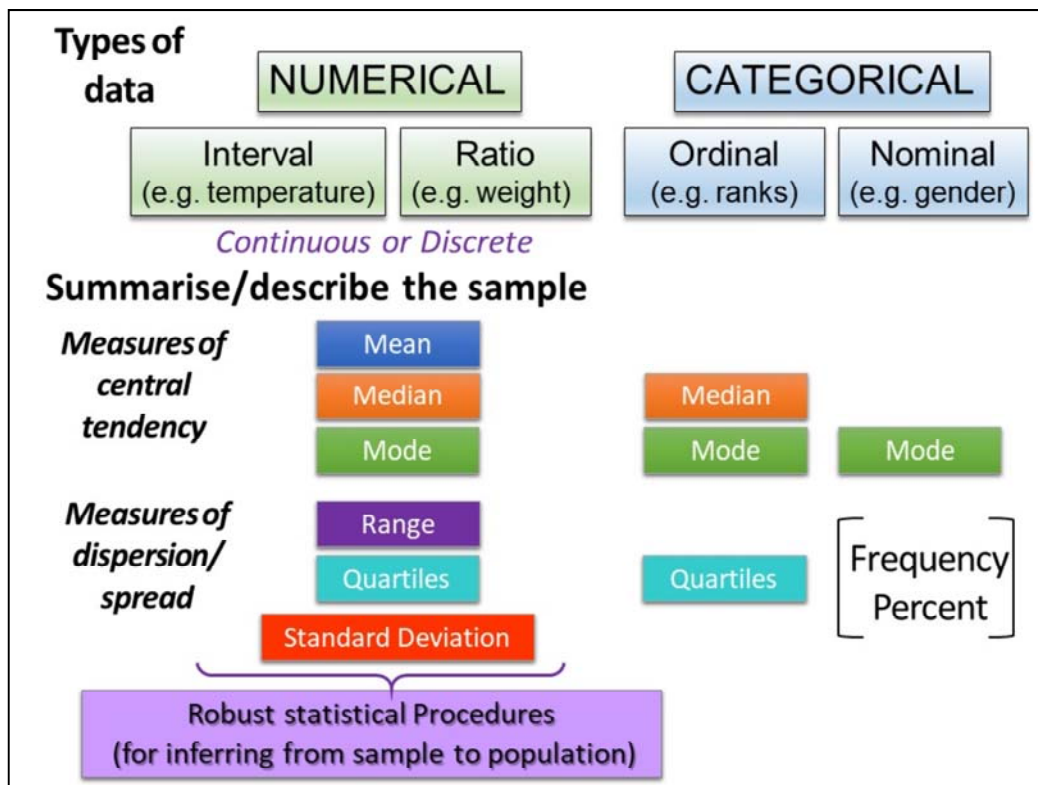 Types of
data
NUMERICAL
CATEGORICAL
Interval
(e.g. temperature)
Ratio
(e.g. weight)
Ordinal
(e.g. ranks)
Nominal
(e.g. gender)
Continuous or Discrete
Summarise/describe the sample
Measures of
central
tendency
Mean
Median
Mode
Median
Mode
Mode
Measures of
dispersion/
spread
Range
Quartiles
Standard Deviation
Quartiles
Frequency
Percent
Robust statistical Procedures
(for inferring from sample to population)